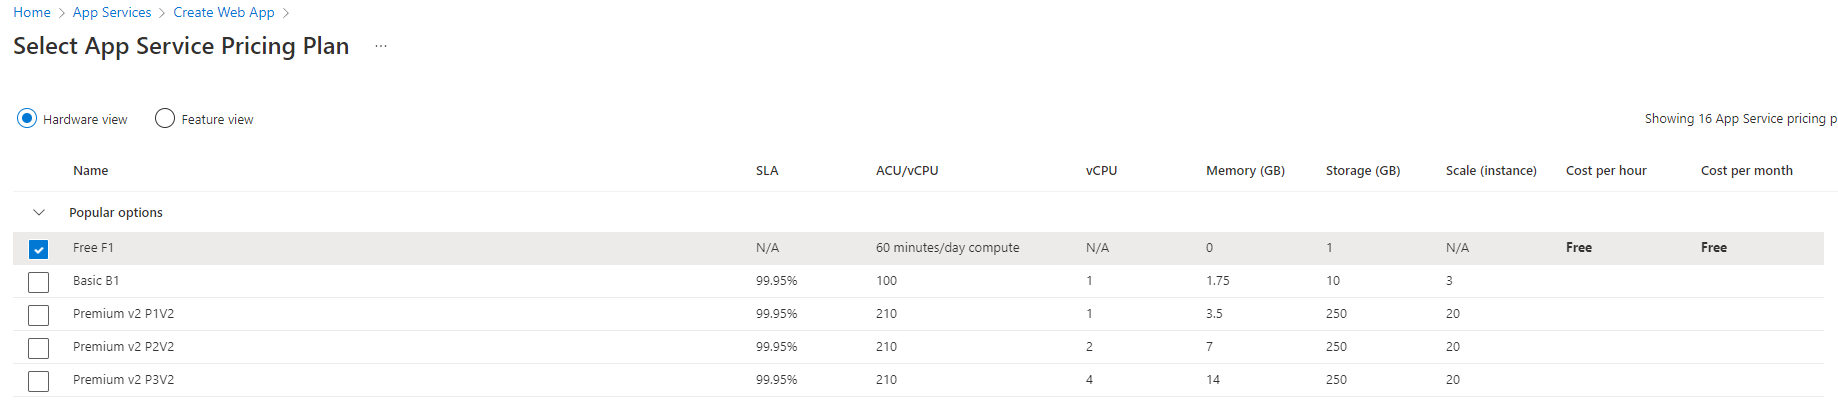 Home > App Services > Create Web App >
Select App Service Pricing Plan ...
Hardware view Feature view Showing 16 App Service pricing p
Name SLA ACU/vCPU vCPU Memory (GB) Storage (GB) Scale (instance) Cost per hour Cost per month
Popular options
Free F1 N/A 60 minutes/day compute N/A 0 1 N/A Free Free
Basic B1 99.95% 100 1 1.75 10 3
Premium v2 P1V2 99.95% 210 1 3.5 250 20
Premium v2 P2V2 99.95% 210 2 7 250 20
Premium v2 P3V2 99.95% 210 4 14 250 20